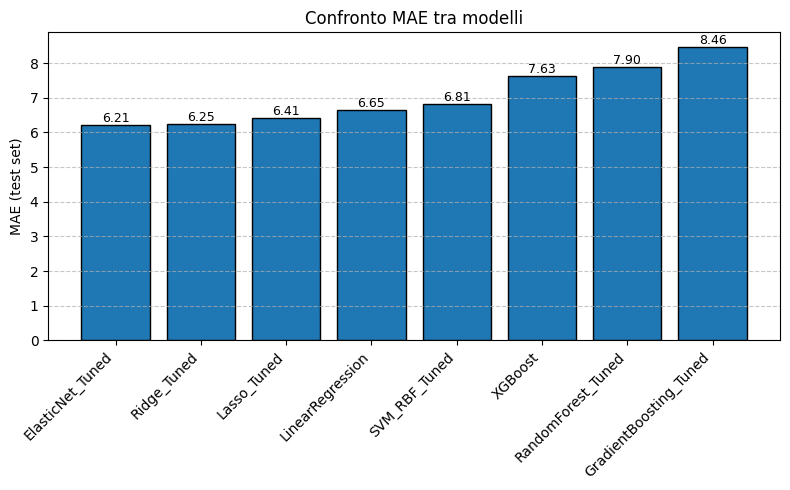 Confronto MAE tra modelli
MAE (test set)
8
7
6
5
4
3
2
1
0
6.21
6.25
6.41
6.65
6.81
7.63
7.90
8.46
ElasticNet_Tuned
Ridge_Tuned
Lasso_Tuned
LinearRegression
SVM_RBF_Tuned
XGBoost
RandomForest_Tuned
GradientBoosting_Tuned